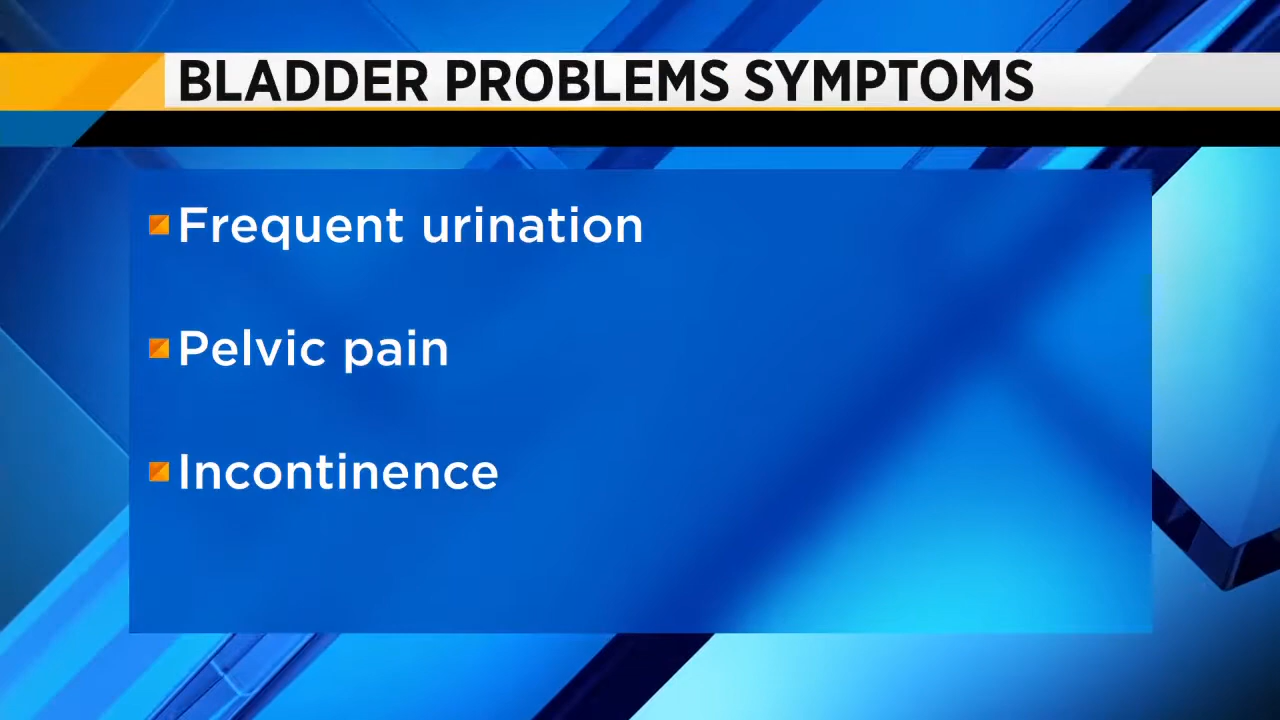 BLADDER PROBLEMS SYMPTOMS
Frequent urination
Pelvic pain
Incontinence